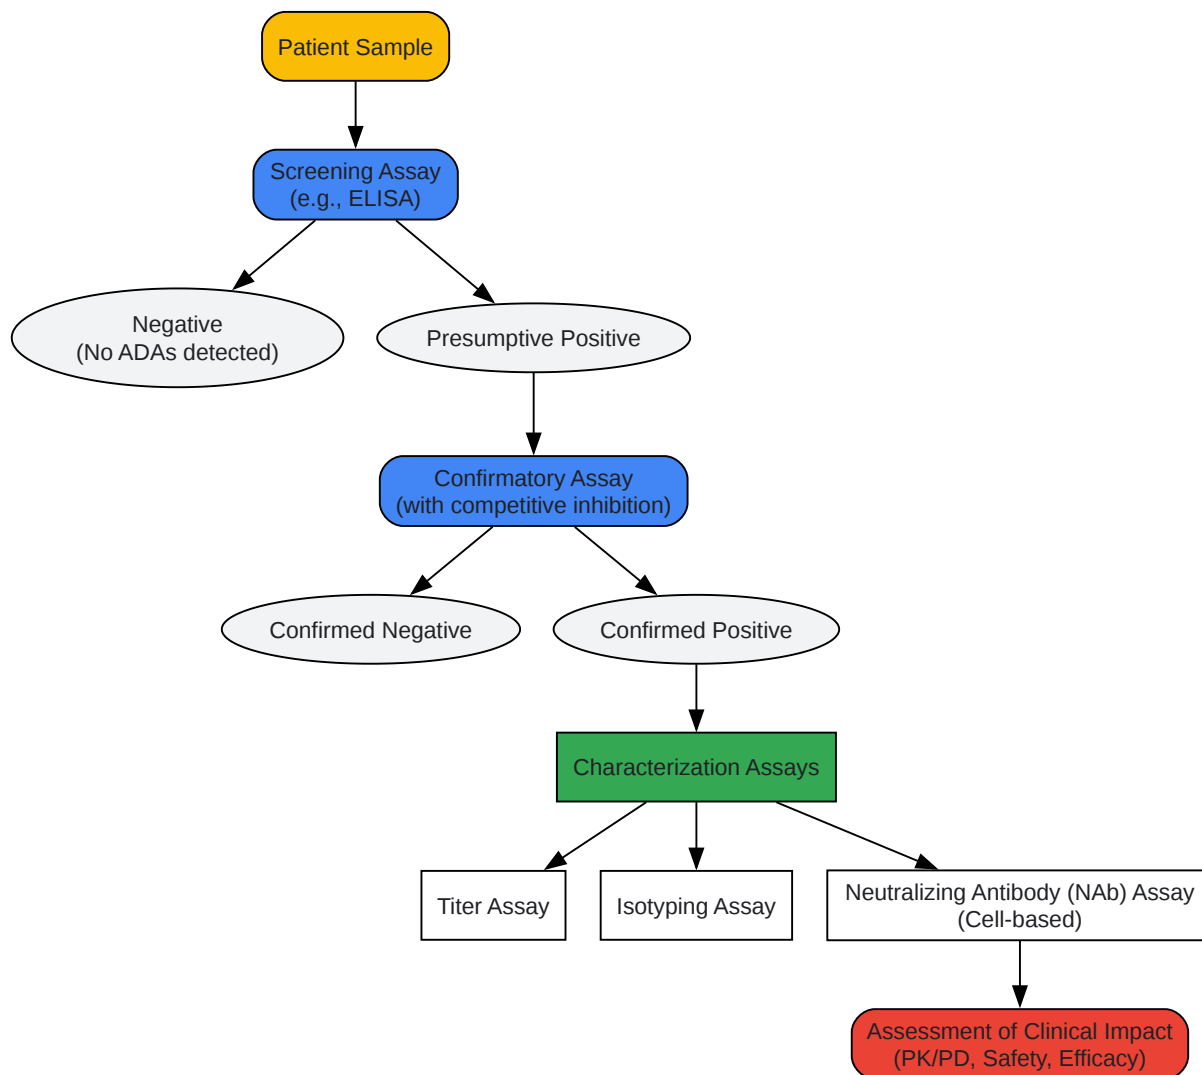 Patient Sample
Screening Assay
(e.g., ELISA)
Negative
(No ADAs detected)
Presumptive Positive
Confirmatory Assay
(with competitive inhibition)
Confirmed Negative
Confirmed Positive
Characterization Assays
Titer Assay
Isotyping Assay
Neutralizing Antibody (NAb) Assay
(Cell-based)
Assessment of Clinical Impact
(PK/PD, Safety, Efficacy)